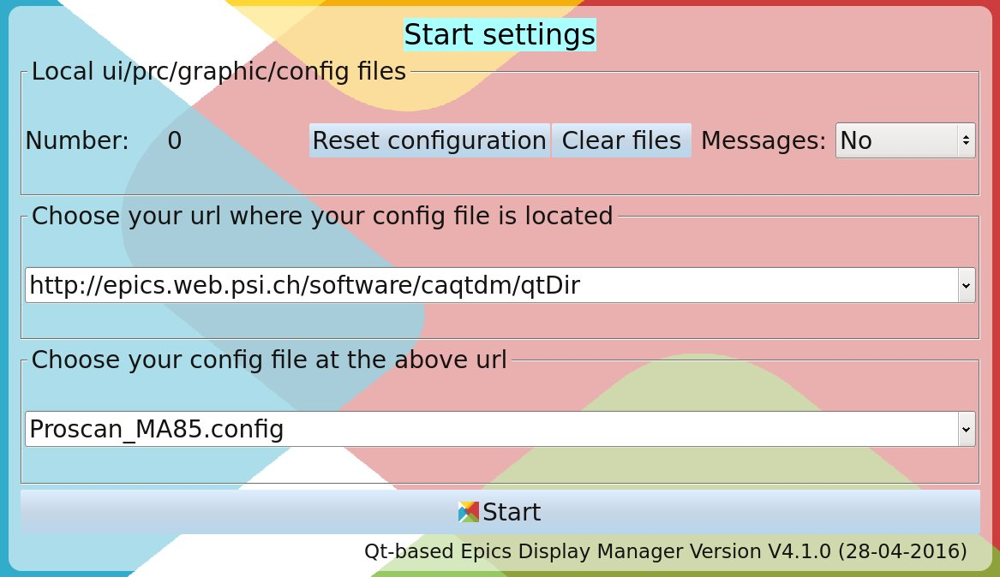 Start settings
Local ui/prc/graphic/config files
Number: 0 Reset configuration Clear files Messages: No
Choose your url where your config file is located
http://epics.web.psi.ch/software/caqtdm/qtDir
Choose your config file at the above url
Proscan_MA85.config
Start
Qt-based Epics Display Manager Version V4.1.0 (28-04-2016)